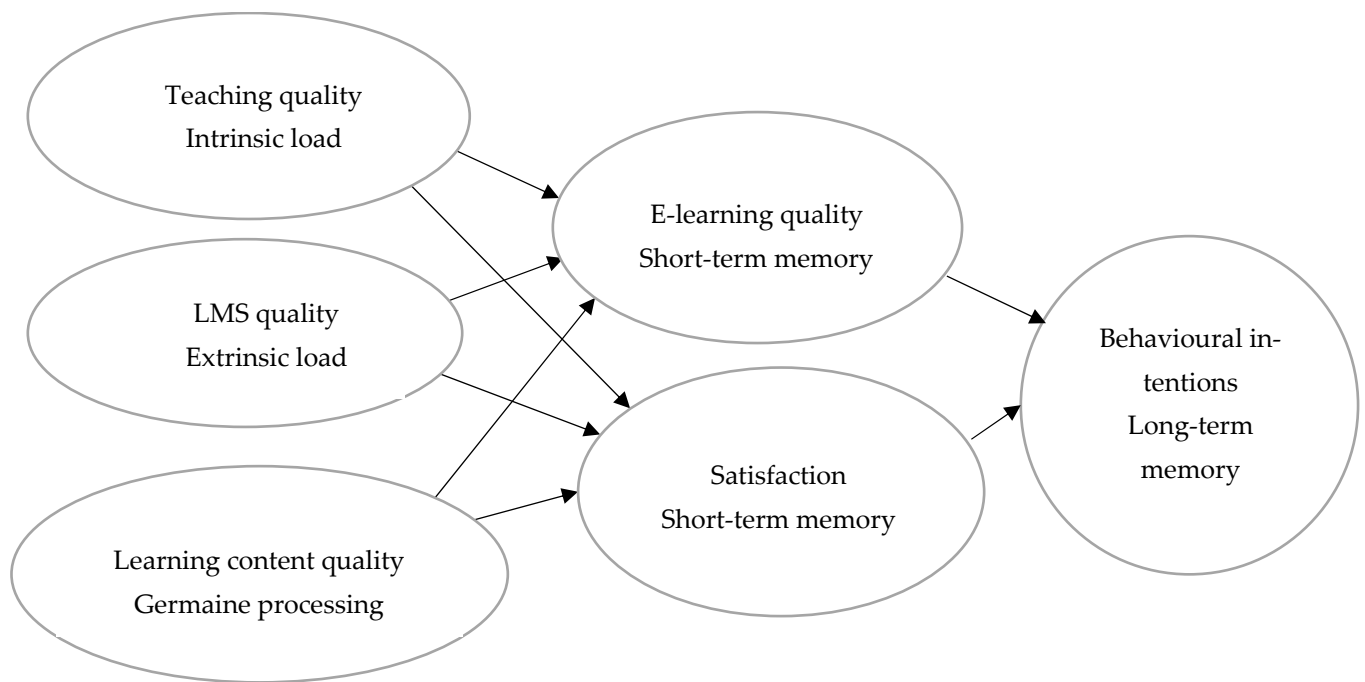 Teaching quality
Intrinsic load
E-learning quality
Short-term memory
LMS quality
Extrinsic load
Behavioural in-
tentions
Long-term
memory
Satisfaction
Short-term memory
Learning content quality
Germaine processing